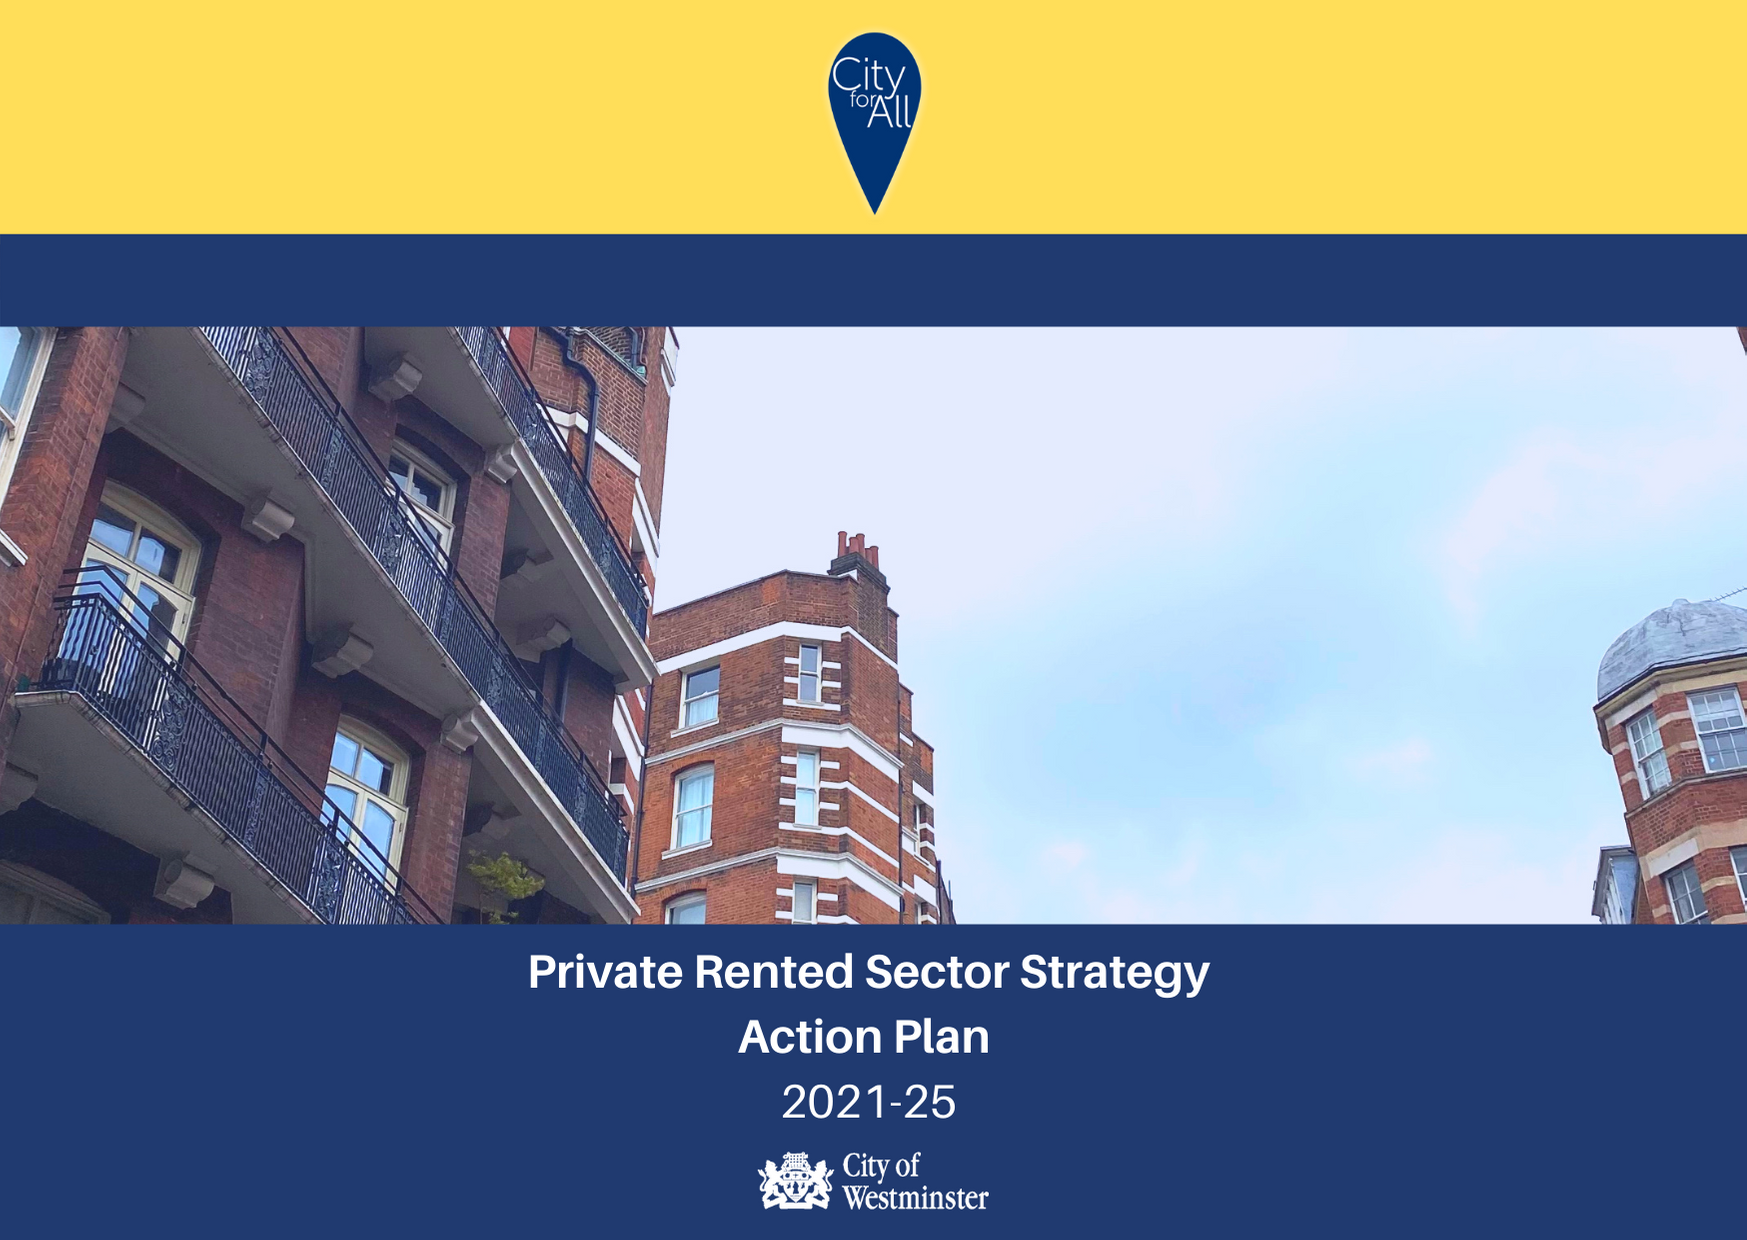 City
for
All
Private Rented Sector Strategy
Action Plan
2021-25
City of
Westminster